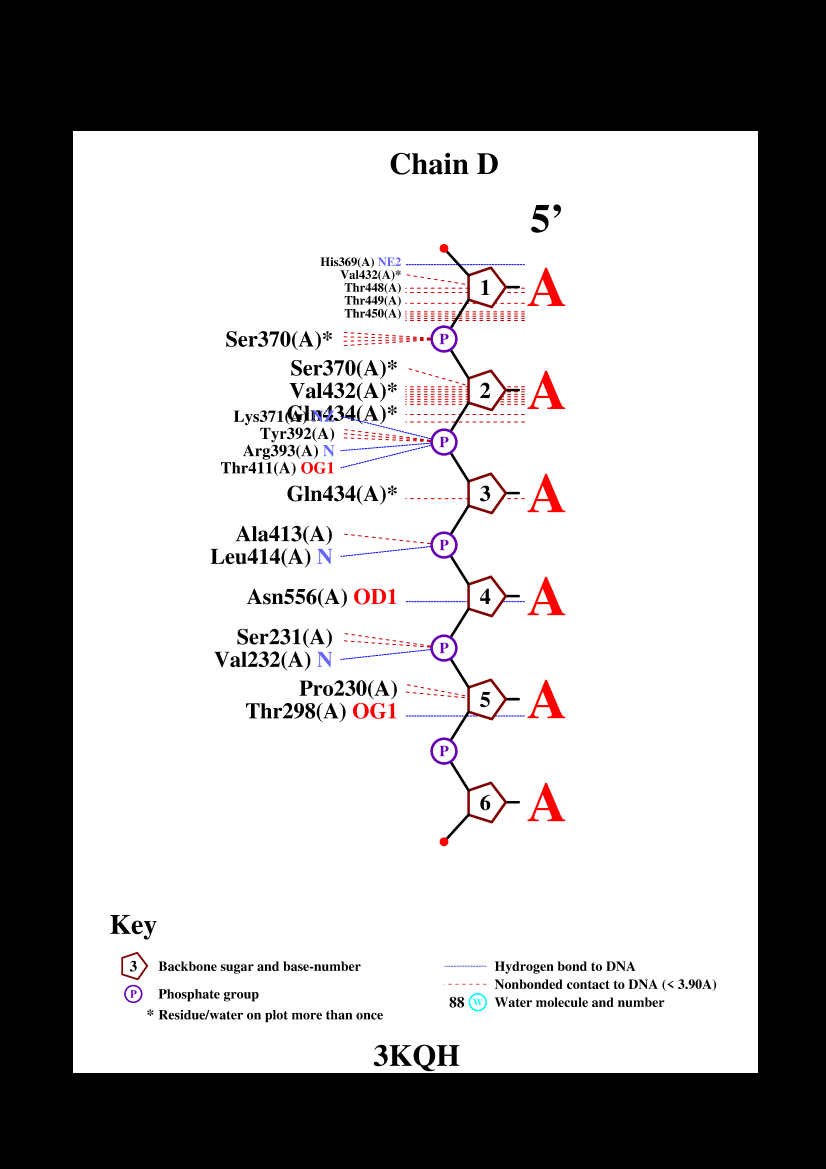 Chain D
5'
His369(A) NE2
Val432(A)*
Thr448(A)
Thr449(A)
Thr450(A)
1 A
Ser370(A)*
P
Ser370(A)*
Val432(A)*
Gln434(A)*
2 A
Lys371(A) NZ
Tyr392(A)
Arg393(A) N
Thr411(A) OG1
P
Gln434(A)* 3 A
Ala413(A)
Leu414(A) N
P
Asn556(A) OD1 4 A
Ser231(A)
Val232(A) N
P
Pro230(A)
Thr298(A) OG1
5 A
P
6 A
Key
3 Backbone sugar and base-number
P Phosphate group
* Residue/water on plot more than once
Hydrogen bond to DNA
Nonbonded contact to DNA (< 3.90A)
88 W Water molecule and number
3KQH